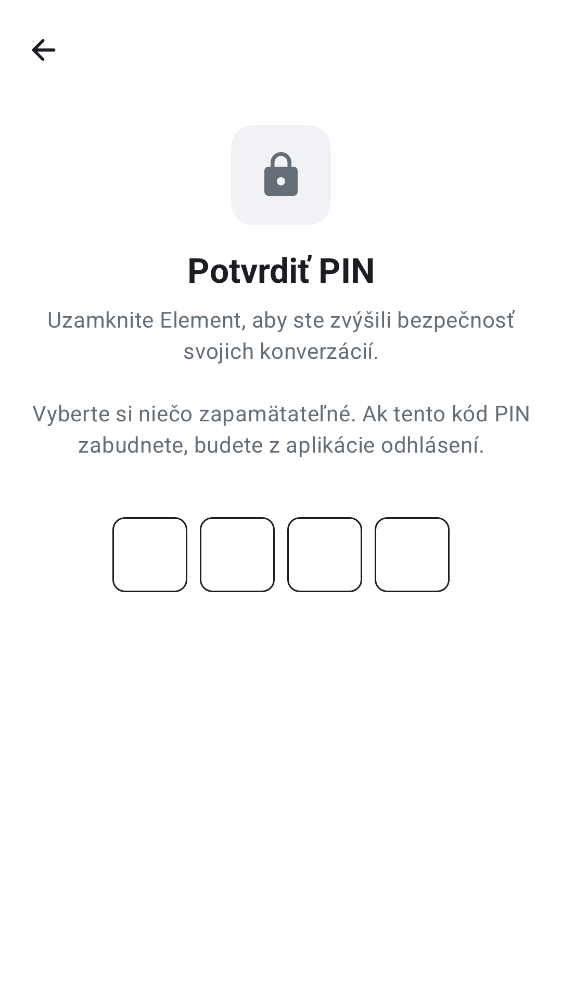 Potvrdiť PIN
Uzamknite Element, aby ste zvýšili bezpečnosť
svojich konverzácií.
Vyberte si niečo zapamätateľné. Ak tento kód PIN
zabudnete, budete z aplikácie odhlásení.